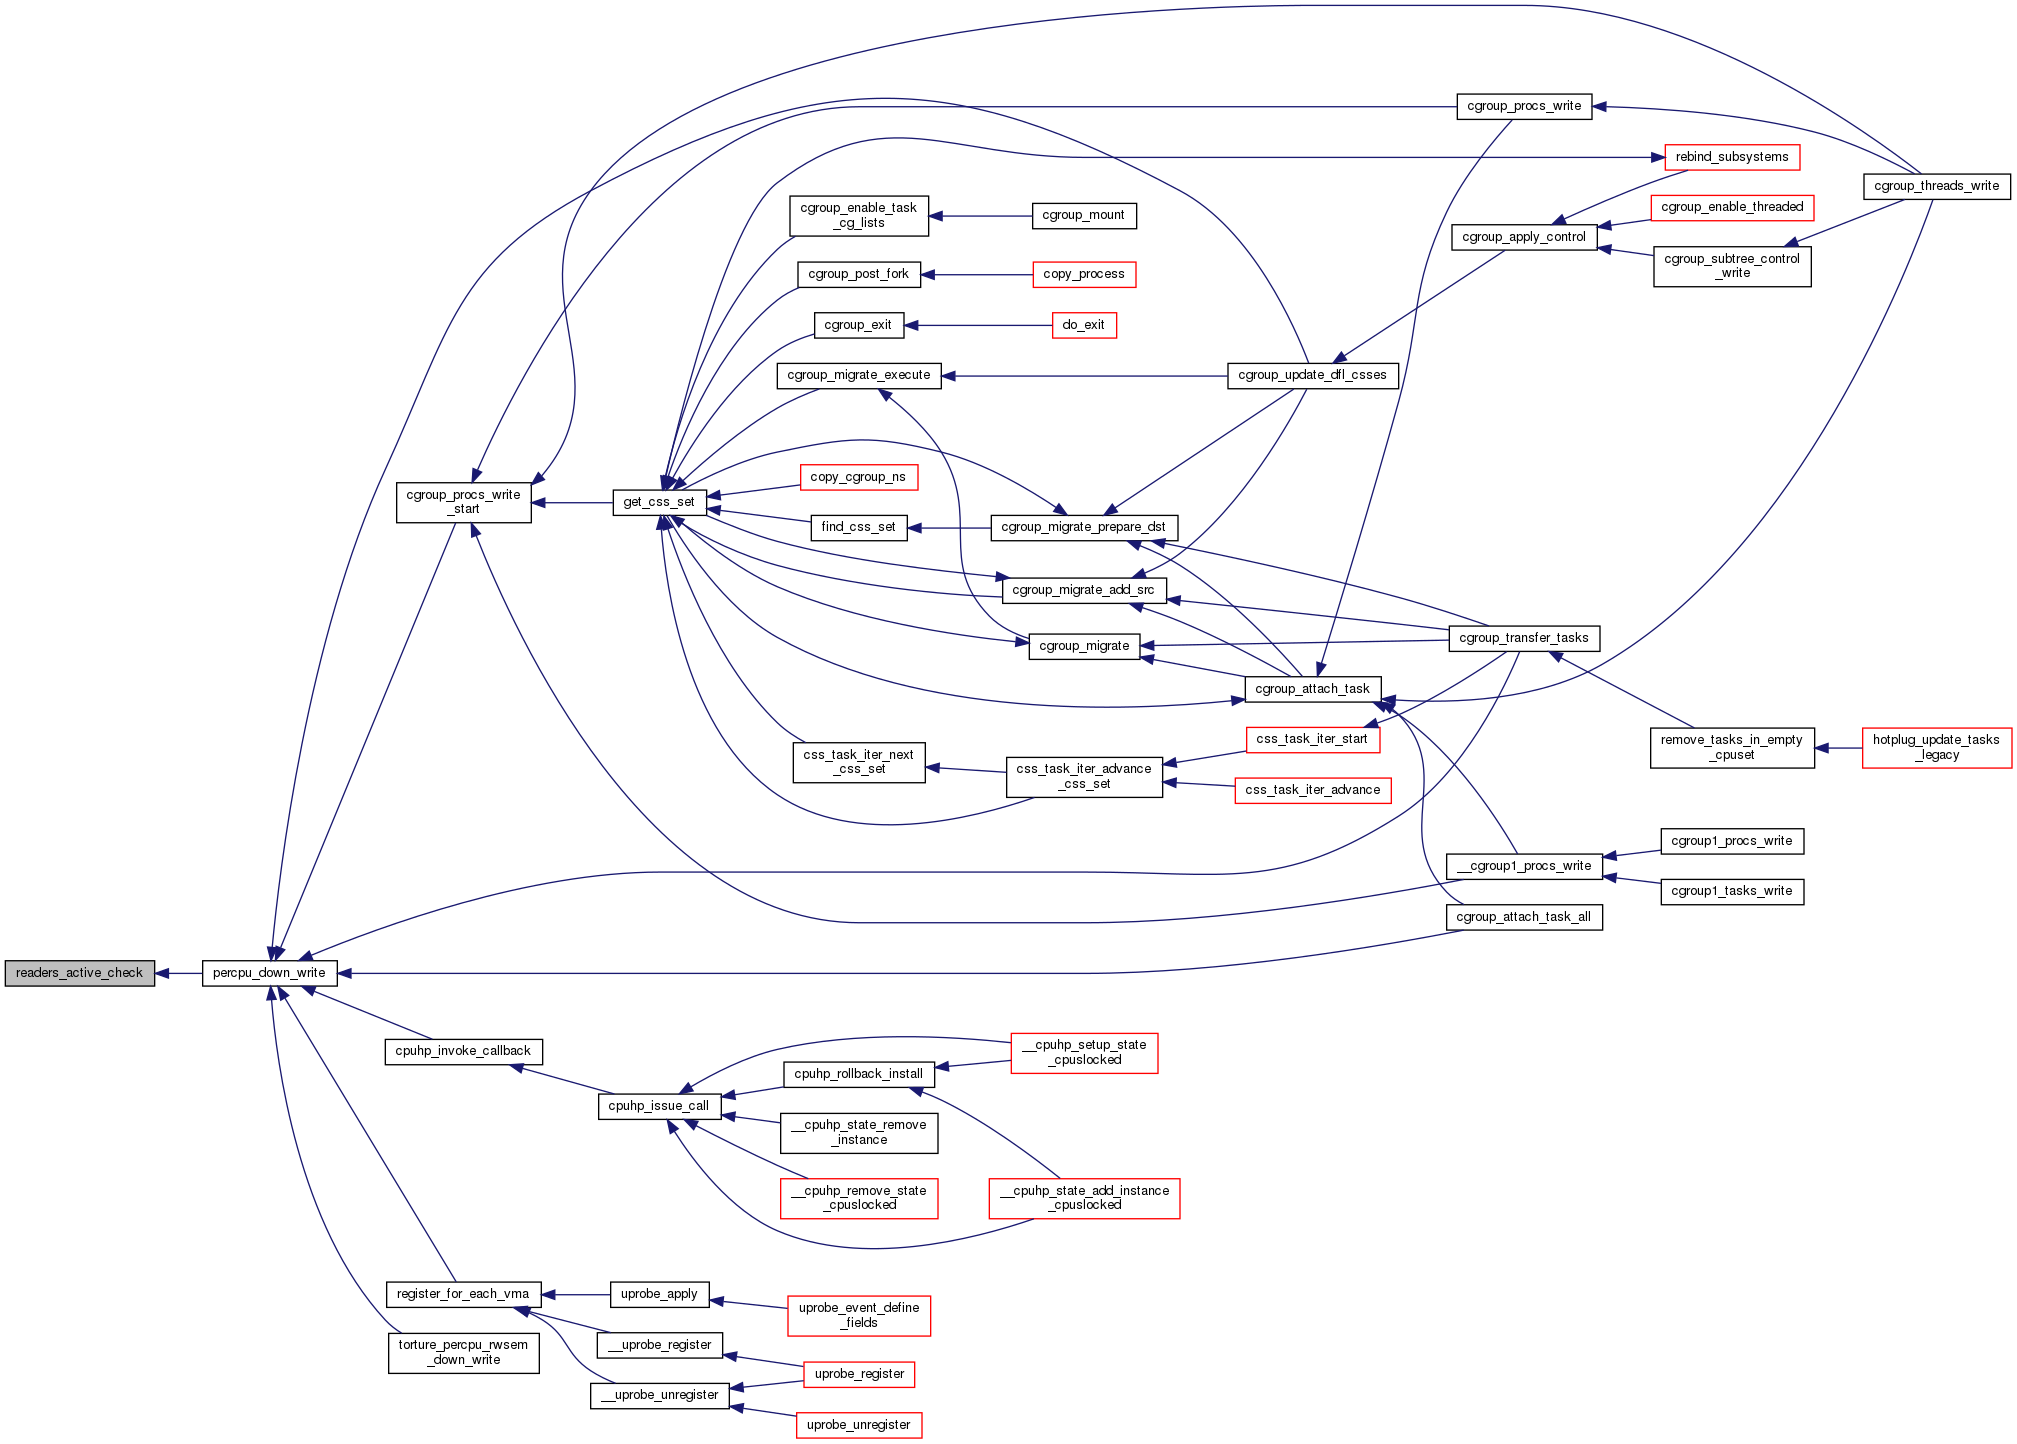 cgroup_procs_write
rebind_subsystems
cgroup_threads_write
cgroup_enable_task
_cg_lists
cgroup_mount
cgroup_enable_threaded
cgroup_apply_control
cgroup_subtree_control
_write
cgroup_post_fork
copy_process
cgroup_exit
do_exit
cgroup_migrate_execute
cgroup_update_dfl_csses
cgroup_procs_write
_start
get_css_set
copy_cgroup_ns
find_css_set
cgroup_migrate_prepare_dst
cgroup_migrate_add_src
cgroup_migrate
cgroup_transfer_tasks
cgroup_attach_task
css_task_iter_next
_css_set
css_task_iter_advance
_css_set
css_task_iter_start
css_task_iter_advance
remove_tasks_in_empty
_cpuset
hotplug_update_tasks
_legacy
__cgroup1_procs_write
cgroup1_procs_write
cgroup1_tasks_write
cgroup_attach_task_all
readers_active_check
percpu_down_write
cpuhp_invoke_callback
cpuhp_issue_call
cpuhp_rollback_install
__cpuhp_setup_state
_cpuslocked
__cpuhp_state_remove
_instance
__cpuhp_remove_state
_cpuslocked
__cpuhp_state_add_instance
_cpuslocked
register_for_each_vma
uprobe_apply
uprobe_event_define
_fields
torture_percpu_rwsem
_down_write
__uprobe_register
uprobe_register
__uprobe_unregister
uprobe_unregister